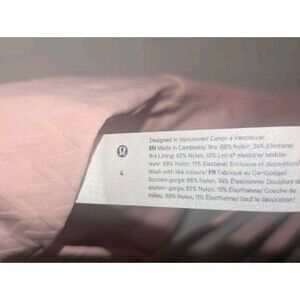 Designed in Vancouver/ Conçu à Vancouver
EN Made in Cambodia/ Bra: 66% Nylon, 34% Elastane/
Bra Lining: 82% Nylon, 18% Lycra® elastane/ Middle
layer: 89% Nylon, 11% Elastane/ Exclusive of decoration/
Wash with like colours/ FR Fabriqué au Cambodge/
Soutien-gorge: 66% Nylon, 34% Élasthanne/ Doublure de
soutien-gorge: 82% Nylon, Élasthanne/ Couche de
milieu: 89% Nylon, 11% Élasthanne/ Sauf la décoration/
4